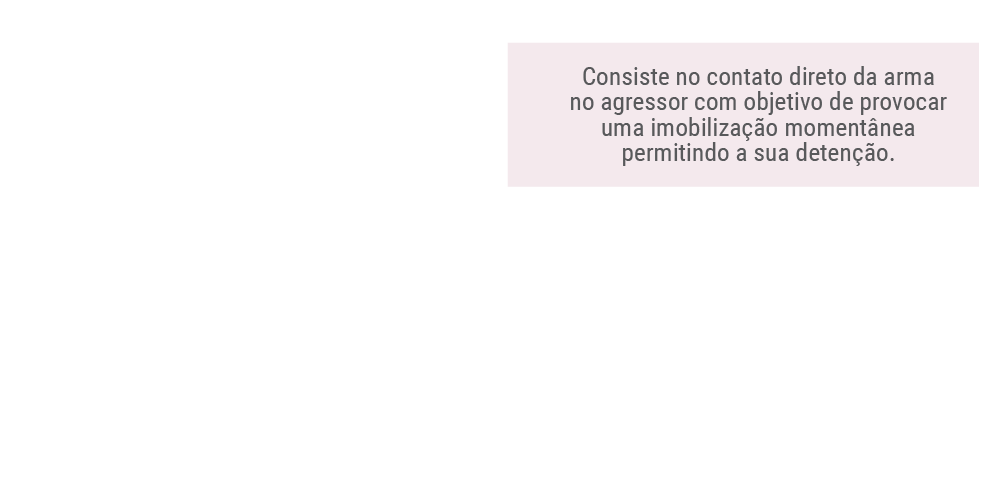 Consiste no contato direto da arma
no agressor com objetivo de provocar
uma imobilização momentânea
permitindo a sua detenção.